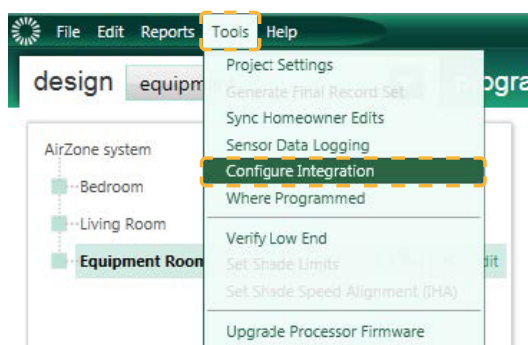 File Edit Reports Tools Help
design equipm
Project Settings
Generate Final Record Set
Sync Homeowner Edits
Sensor Data Logging
Configure Integration
Where Programmed
Verify Low End
Set Shade Limits
Set Shade Speed Alignment (IHA)
Upgrade Processor Firmware
ogra
AirZone system
Bedroom
Living Room
Equipment Room
dit